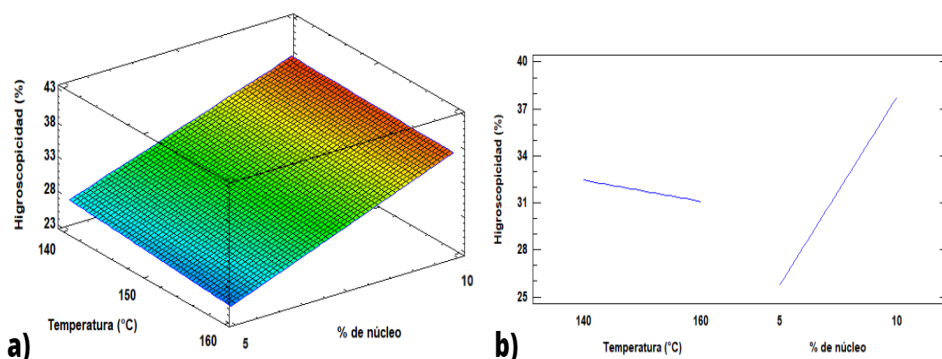 Higroscopicidad (%)
43
38
33
28
23
140
150
160
Temperatura (°C)
5
10
% de núcleo
a)
Higroscopicidad (%)
40
37
34
31
28
25
140
160
5
10
Temperatura (°C)
% de núcleo
b)